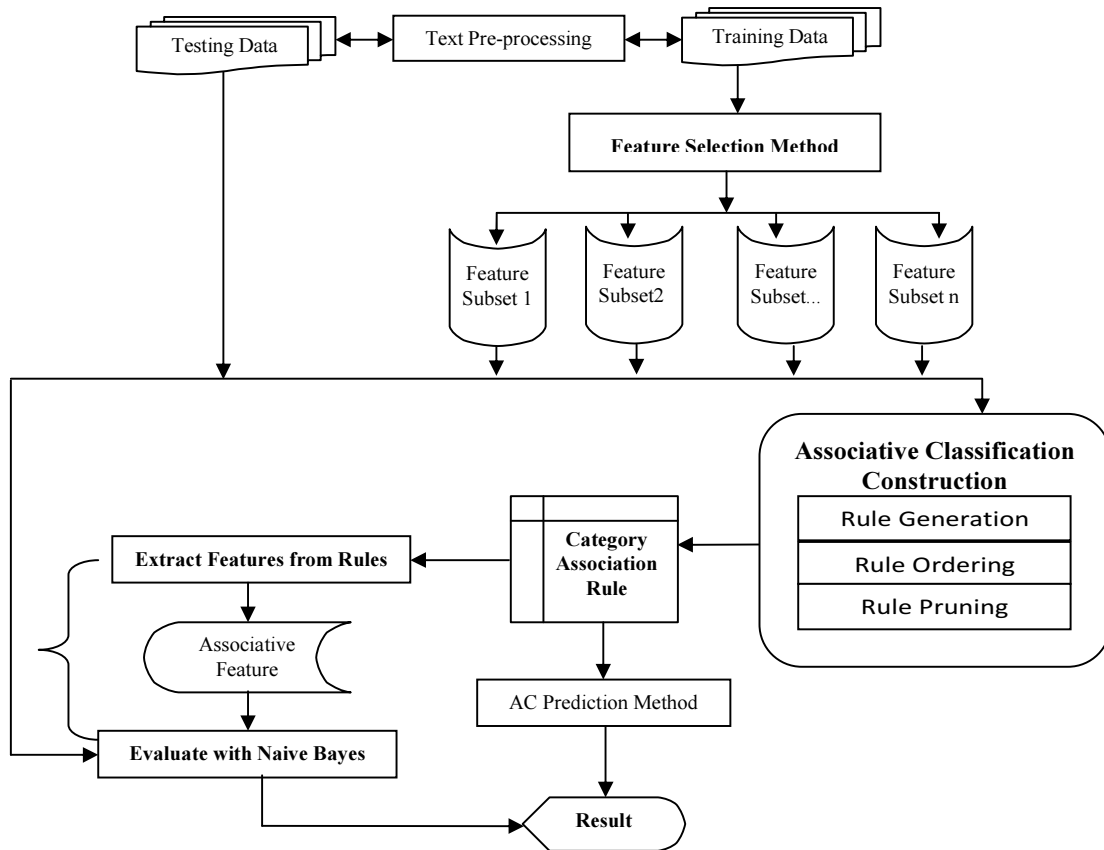 Testing Data
Text Pre-processing
Training Data
Feature Selection Method
Feature
Subset 1
Feature
Subset2
Feature
Subset...
Feature
Subset n
Associative Classification
Construction
Rule Generation
Rule Ordering
Rule Pruning
Category
Association
Rule
Extract Features from Rules
Associative
Feature
AC Prediction Method
Evaluate with Naive Bayes
Result